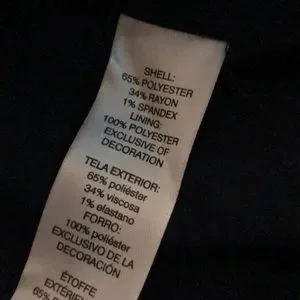 SHELL:
65% POLYESTER
34% RAYON
1% SPANDEX
LINING:
100% POLYESTER
EXCLUSIVE OF
DECORATION
TELA EXTERIOR:
65% poliéster
34% viscosa
1% elastano
FORRO:
100% poliéster
EXCLUSIVO DE LA
DECORACIÓN
ÉTOFFE
65%